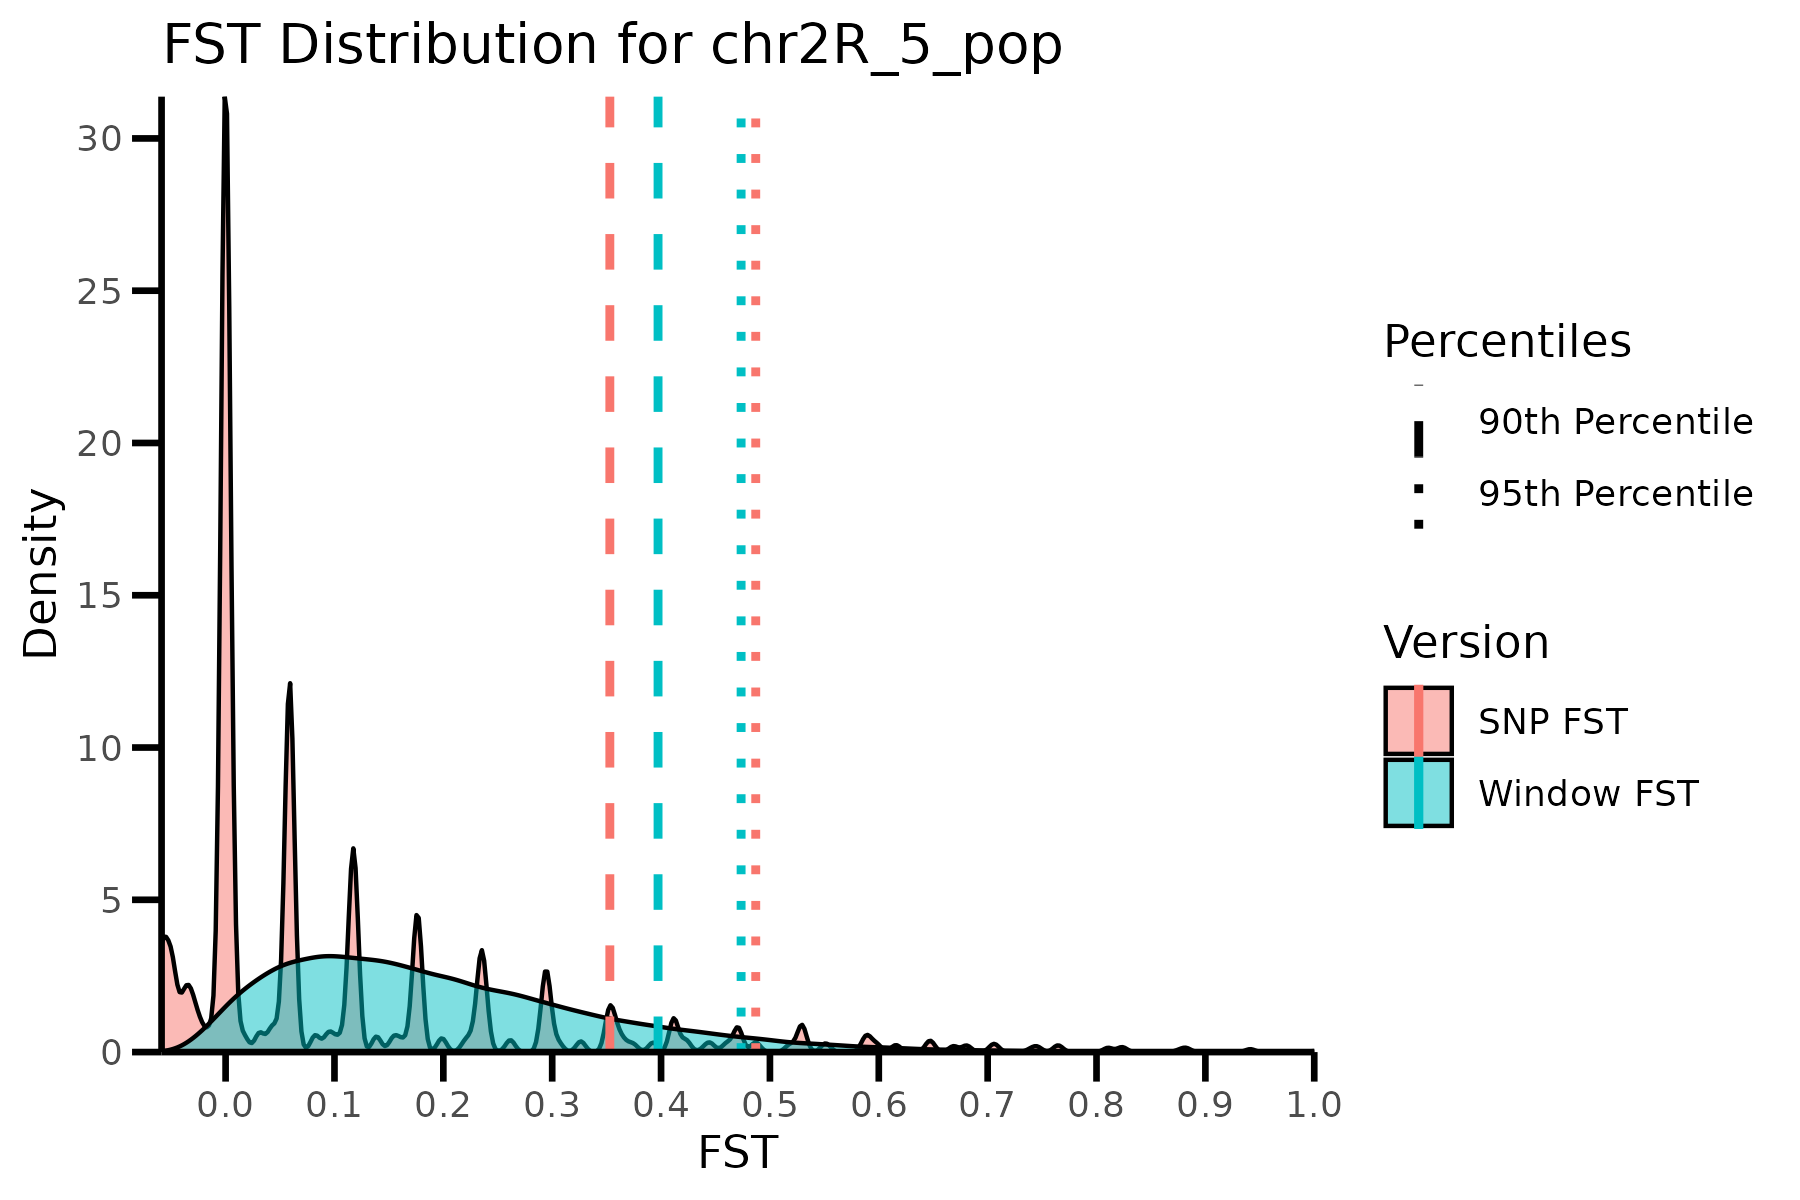 FST Distribution for chr2R_5_pop
Density
30
25
20
15
10
5
0
0.0 0.1 0.2 0.3 0.4 0.5 0.6 0.7 0.8 0.9 1.0
FST
Percentiles
90th Percentile
95th Percentile
Version
SNP FST
Window FST